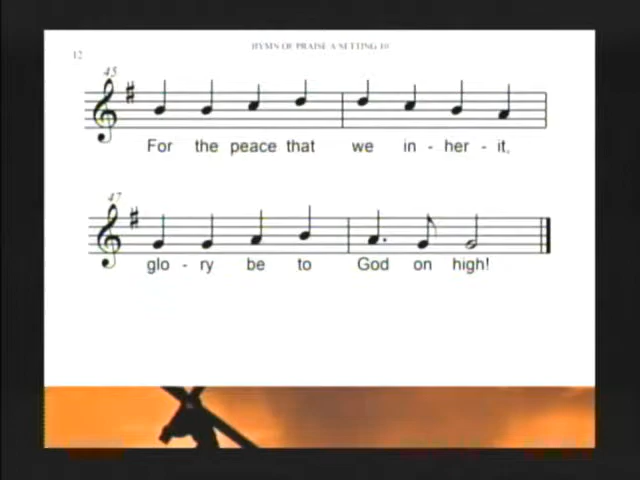 HYMN OF PRAISE A SETTING 10
12
45
For the peace that we in - her - it,
47
glo - ry be to God on high!